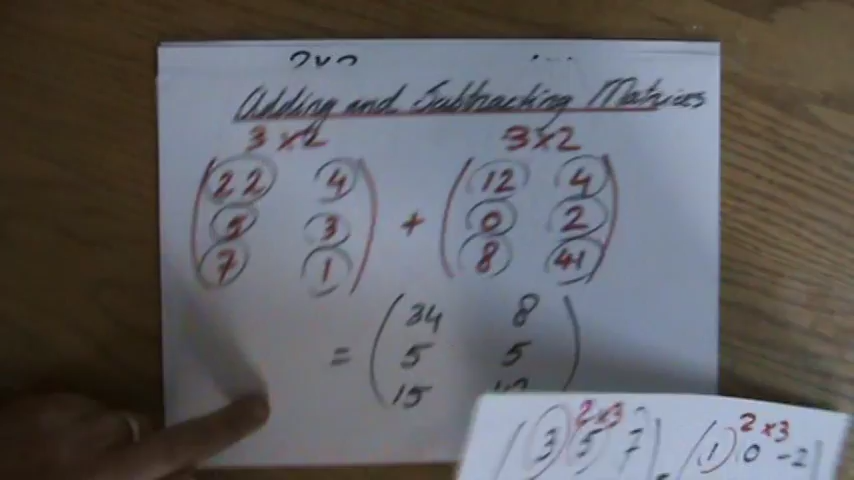 Adding and Subtracting Matrices
3 x 2 3 x 2
22 4 + 12 4
5 3 0 2
7 1 8 41
= 34 8
5 5
15
2 x 3 2 x 3
3 5 7 1 0 -2